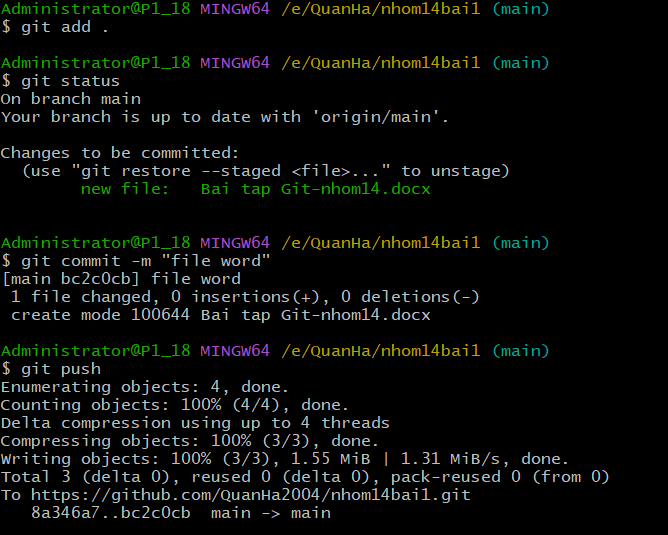 Administrator@P1_18 MINGW64 /e/QuanHa/nhom14bai1 (main)
$ git add .
Administrator@P1_18 MINGW64 /e/QuanHa/nhom14bai1 (main)
$ git status
On branch main
Your branch is up to date with 'origin/main'.
Changes to be committed:
  (use "git restore --staged <file>..." to unstage)
        new file:   Bai tap Git-nhom14.docx
Administrator@P1_18 MINGW64 /e/QuanHa/nhom14bai1 (main)
$ git commit -m "file word"
[main bc2c0cb] file word
 1 file changed, 0 insertions(+), 0 deletions(-)
 create mode 100644 Bai tap Git-nhom14.docx
Administrator@P1_18 MINGW64 /e/QuanHa/nhom14bai1 (main)
$ git push
Enumerating objects: 4, done.
Counting objects: 100% (4/4), done.
Delta compression using up to 4 threads
Compressing objects: 100% (3/3), done.
Writing objects: 100% (3/3), 1.55 MiB | 1.31 MiB/s, done.
Total 3 (delta 0), reused 0 (delta 0), pack-reused 0 (from 0)
To https://github.com/QuanHa2004/nhom14bai1.git
   8a346a7..bc2c0cb  main -> main